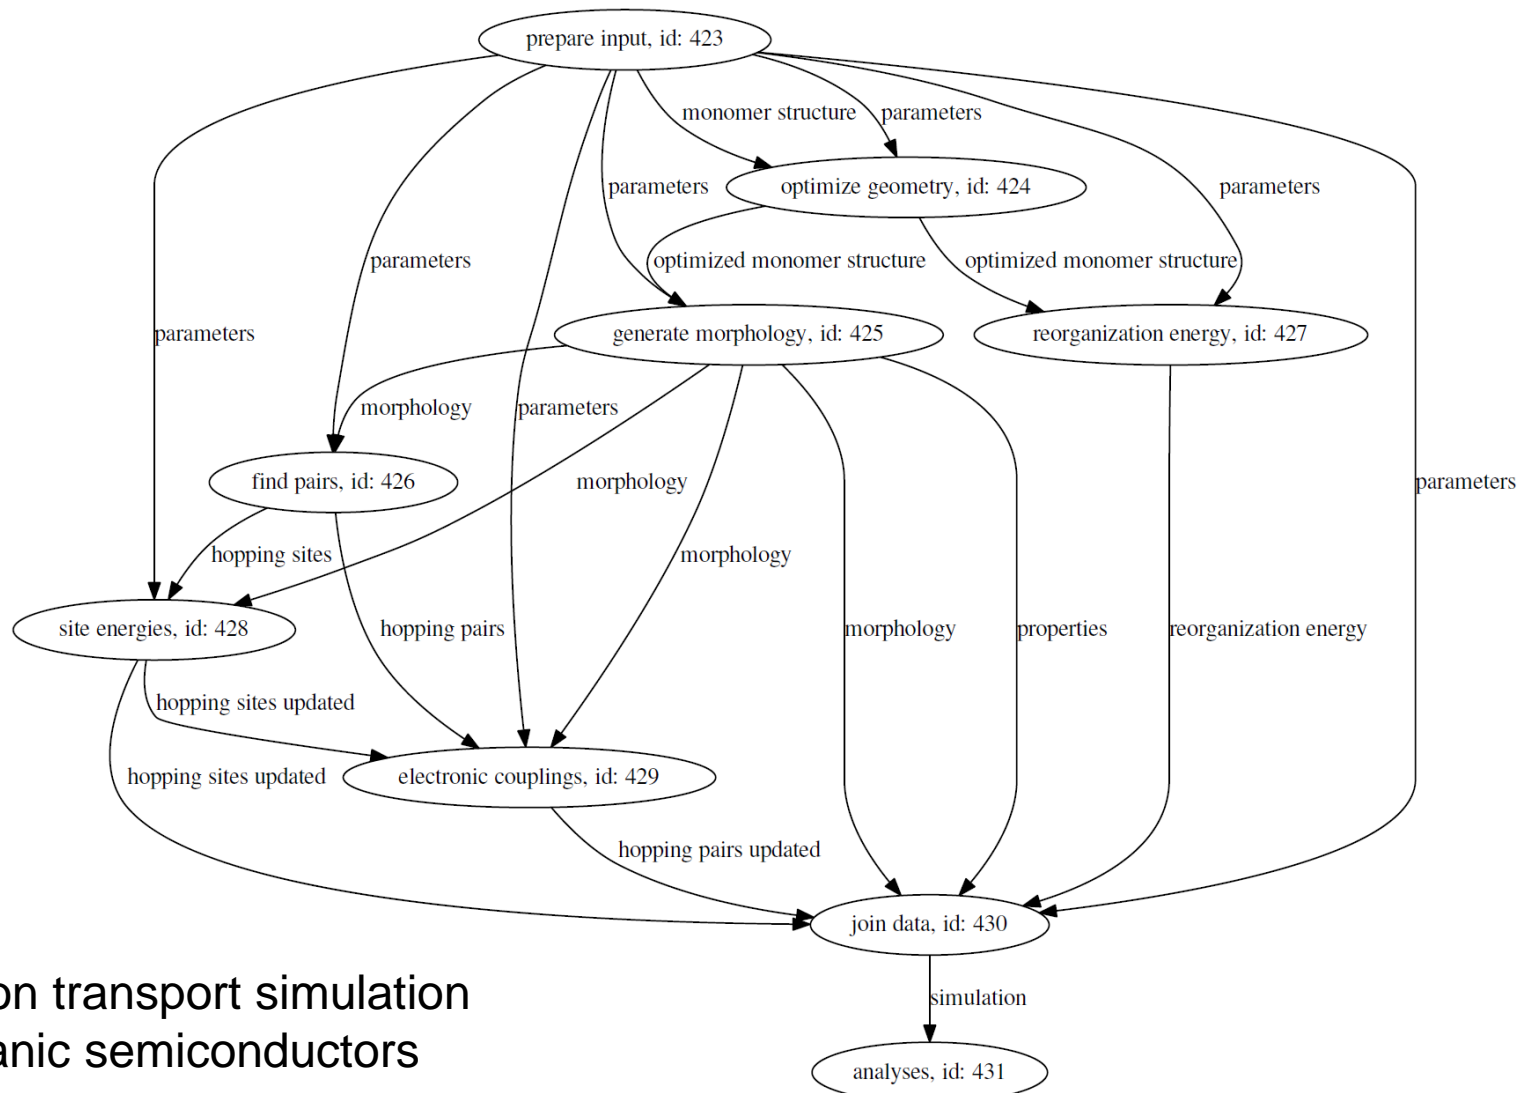 prepare input, id: 423
monomer structure
parameters
parameters
optimize geometry, id: 424
parameters
parameters
optimized monomer structure
optimized monomer structure
parameters
generate morphology, id: 425
reorganization energy, id: 427
morphology
parameters
find pairs, id: 426
morphology
parameters
hopping sites
morphology
site energies, id: 428
hopping pairs
morphology
properties
reorganization energy
hopping sites updated
hopping sites updated
electronic couplings, id: 429
hopping pairs updated
join data, id: 430
simulation
analyses, id: 431
on transport simulation
anic semiconductors